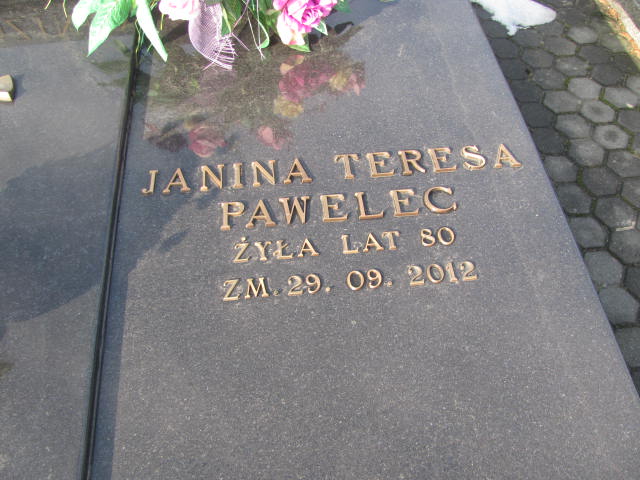 JANINA TERESA
PAWELEC
ŻYŁA LAT 80
ZM. 29. 09. 2012